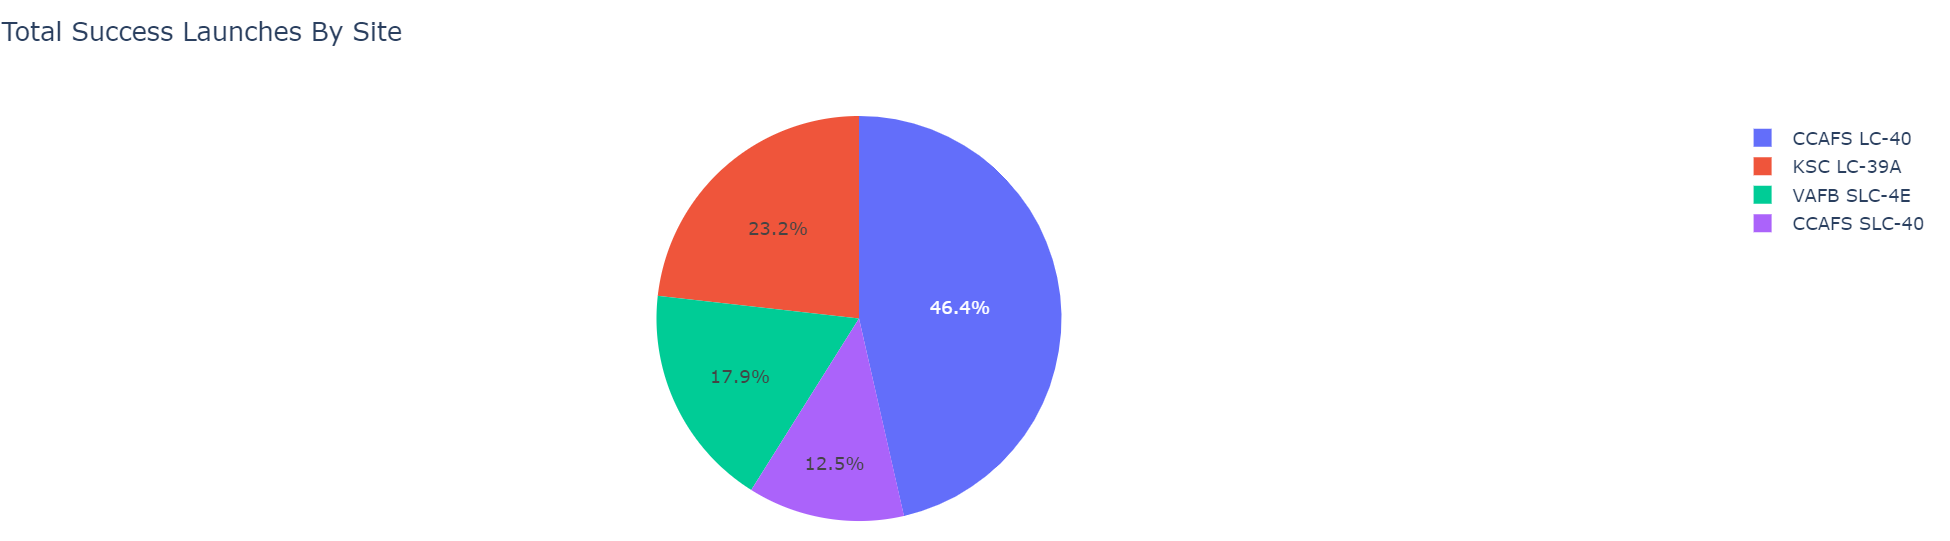 Total Success Launches By Site
CCAFS LC-40
KSC LC-39A
VAFB SLC-4E
CCAFS SLC-40
23.2%
46.4%
17.9%
12.5%